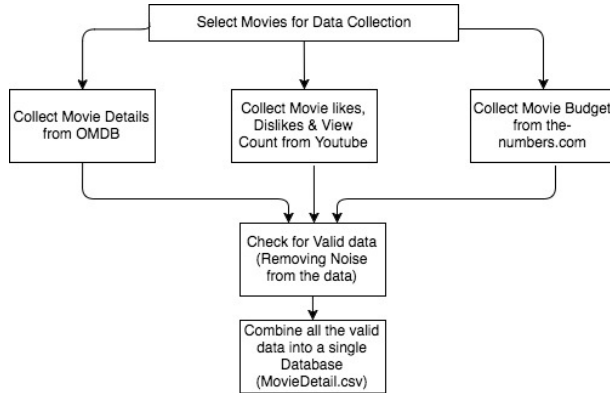 Select Movies for Data Collection
Collect Movie Details
from OMDB
Collect Movie likes,
Dislikes & View
Count from Youtube
Collect Movie Budget
from the-
numbers.com
Check for Valid data
(Removing Noise
from the data)
Combine all the valid
data into a single
Database
(MovieDetail.csv)